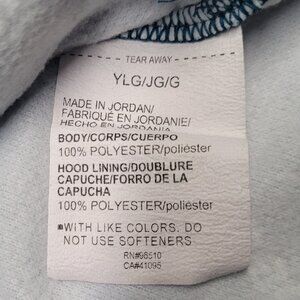 TEAR AWAY
YLG/JG/G
MADE IN JORDAN/
FABRIQUÉ EN JORDANIE/
HECHO EN JORDANIA
BODY/CORPS/CUERPO
100% POLYESTER/poliester
HOOD LINING/DOUBLURE
CAPUCHE/FORRO DE LA
CAPUCHA
100% POLYESTER/poliester
WITH LIKE COLORS. DO
NOT USE SOFTENERS
RN#96510
CA#41095